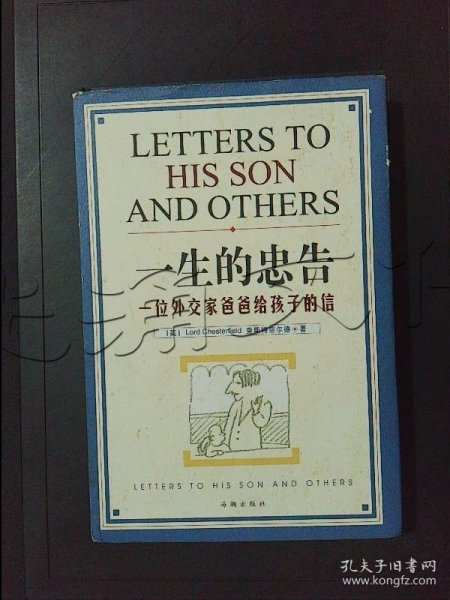 LETTERS TO
HIS SON
AND OTHERS
一生的忠告
一位外交家爸爸给孩子的信
[英] Lord Chesterfield 查斯特菲尔德 著
LETTERS TO HIS SON AND OTHERS
海潮出版社
孔夫子旧书网
www.kongfz.com